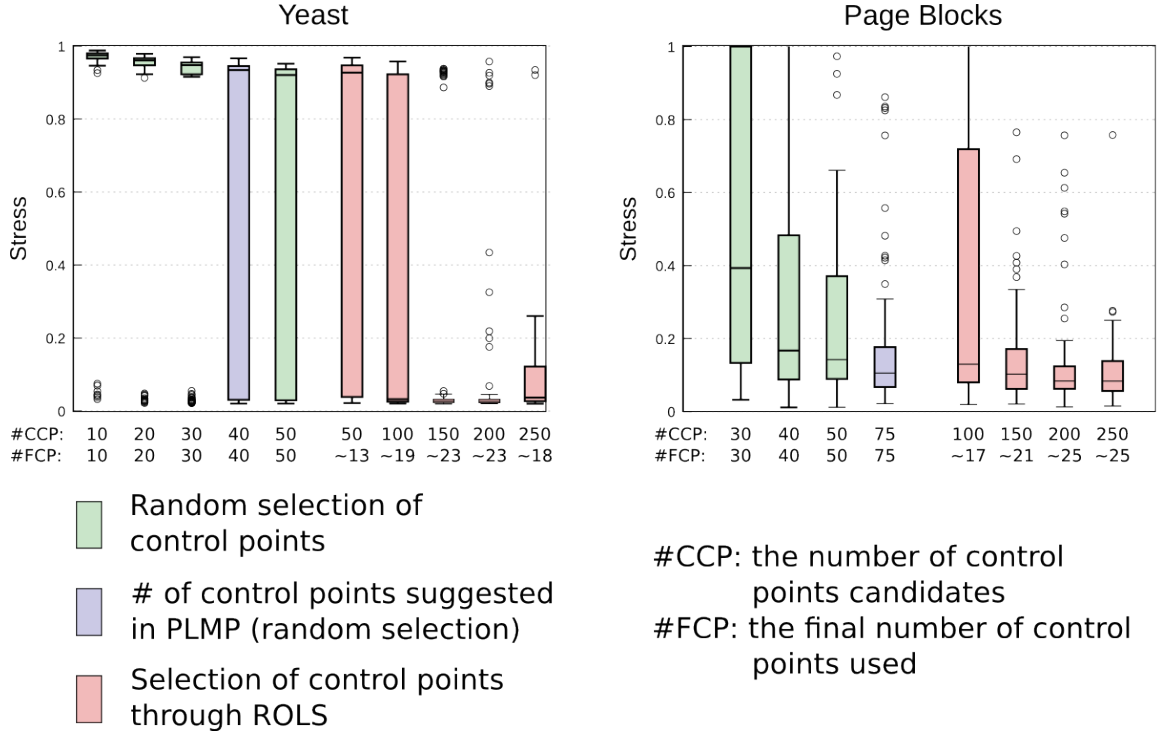 Yeast
Page Blocks
1
0.8
0.6
0.4
0.2
0
Stress
#CCP: 10 20 30 40 50 50 100 150 200 250
#FCP: 10 20 30 40 50 ~13 ~19 ~23 ~23 ~18
1
0.8
0.6
0.4
0.2
0
Stress
#CCP: 30 40 50 75 100 150 200 250
#FCP: 30 40 50 75 ~17 ~21 ~25 ~25
Random selection of
control points
# of control points suggested
in PLMP (random selection)
Selection of control points
through ROLS
#CCP: the number of control
points candidates
#FCP: the final number of control
points used